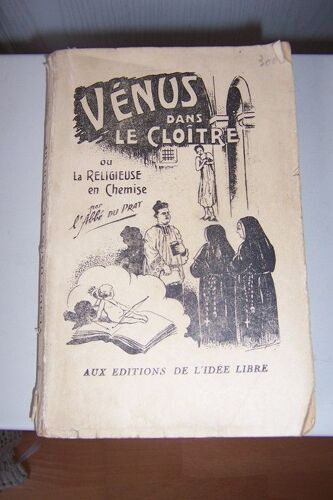 VÉNUS
DANS
LE CLOÎTRE
OU
LA RELIGIEUSE
EN CHEMISE
par
l'Abbé DU PRAT
AUX EDITIONS DE L'IDÉE LIBRE